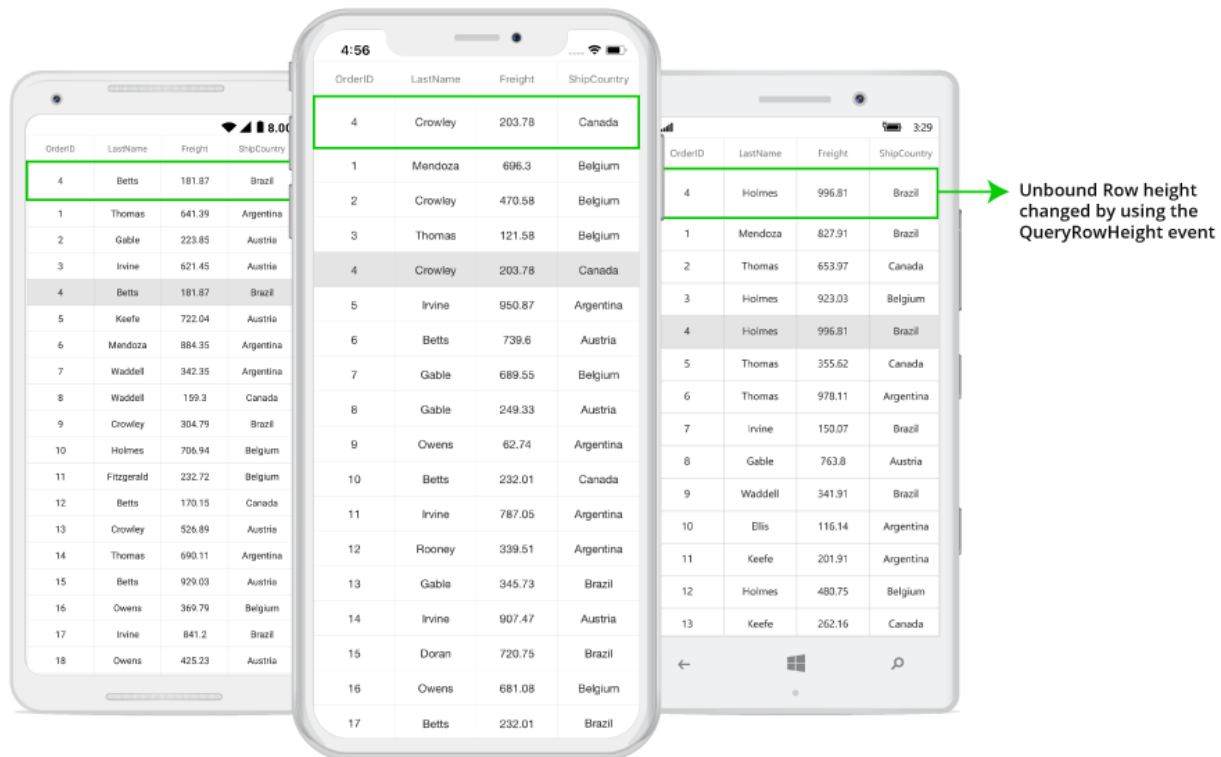 8.00
OrderID LastName Freight ShipCountry
4 Betts 181.87 Brazil
1 Thomas 641.39 Argentina
2 Gable 223.85 Austria
3 Irvine 621.45 Austria
4 Betts 181.87 Brazil
5 Keefe 722.04 Austria
6 Mendoza 884.35 Argentina
7 Waddell 342.35 Argentina
8 Waddell 159.3 Canada
9 Crowley 304.79 Brazil
10 Holmes 706.94 Belgium
11 Fitzgerald 232.72 Belgium
12 Betts 170.15 Canada
13 Crowley 526.89 Austria
14 Thomas 690.11 Argentina
15 Betts 929.03 Austria
16 Owens 369.79 Belgium
17 Irvine 841.2 Brazil
18 Owens 425.23 Austria
4:56
OrderID LastName Freight ShipCountry
4 Crowley 203.78 Canada
1 Mendoza 696.3 Belgium
2 Crowley 470.58 Belgium
3 Thomas 121.58 Belgium
4 Crowley 203.78 Canada
5 Irvine 950.87 Argentina
6 Betts 739.6 Austria
7 Gable 689.55 Belgium
8 Gable 249.33 Austria
9 Owens 62.74 Argentina
10 Betts 232.01 Canada
11 Irvine 787.05 Argentina
12 Rooney 339.51 Argentina
13 Gable 345.73 Brazil
14 Irvine 907.47 Austria
15 Doran 720.75 Brazil
16 Owens 681.08 Belgium
17 Betts 232.01 Brazil
3:29
OrderID LastName Freight ShipCountry
4 Holmes 996.81 Brazil
1 Mendoza 827.91 Brazil
2 Thomas 653.97 Canada
3 Holmes 923.03 Belgium
4 Holmes 996.81 Brazil
5 Thomas 355.62 Canada
6 Thomas 978.11 Argentina
7 Irvine 150.07 Brazil
8 Gable 763.8 Austria
9 Waddell 341.91 Brazil
10 Ellis 116.14 Argentina
11 Keefe 201.91 Argentina
12 Holmes 480.75 Belgium
13 Keefe 262.16 Canada
Unbound Row height
changed by using the
QueryRowHeight event